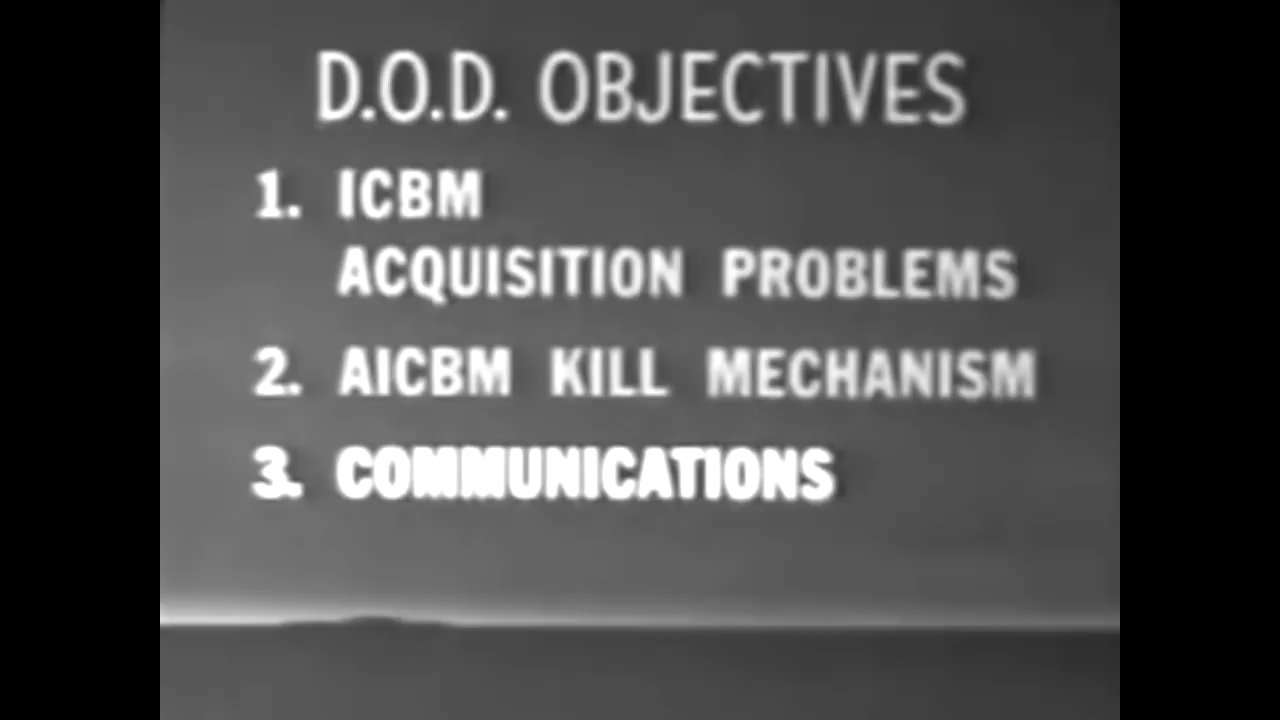 D.O.D. OBJECTIVES
1. ICBM
ACQUISITION PROBLEMS
2. AICBM KILL MECHANISM
3. COMMUNICATIONS